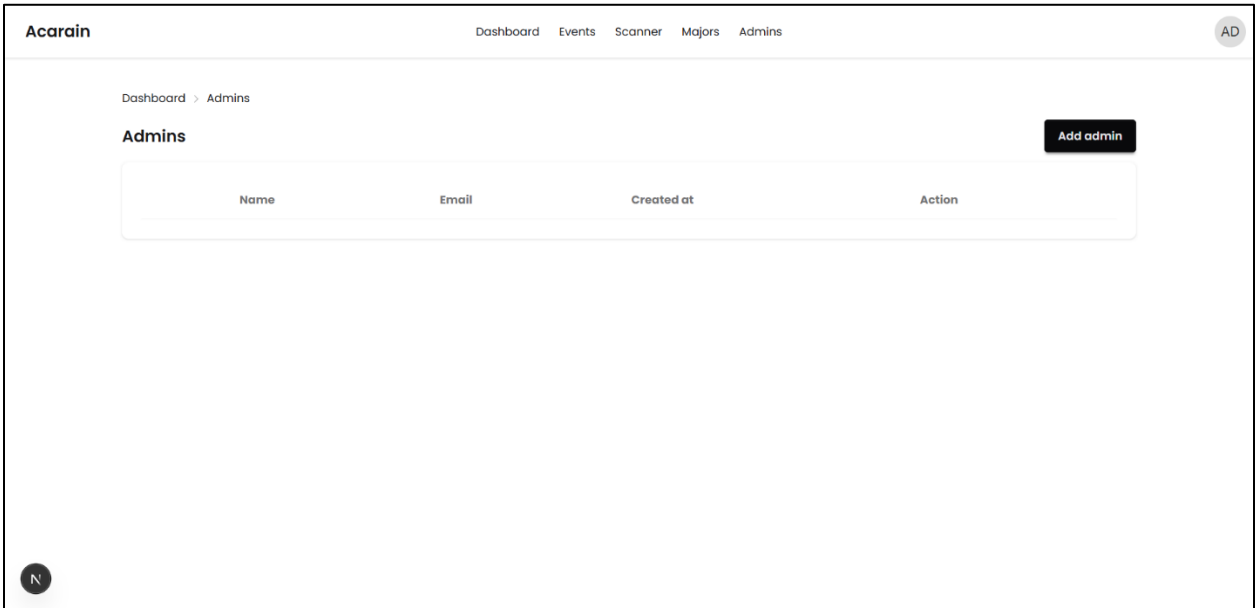 Acarain Dashboard Events Scanner Majors Admins AD
Dashboard > Admins
Admins Add admin
Name Email Created at Action
N